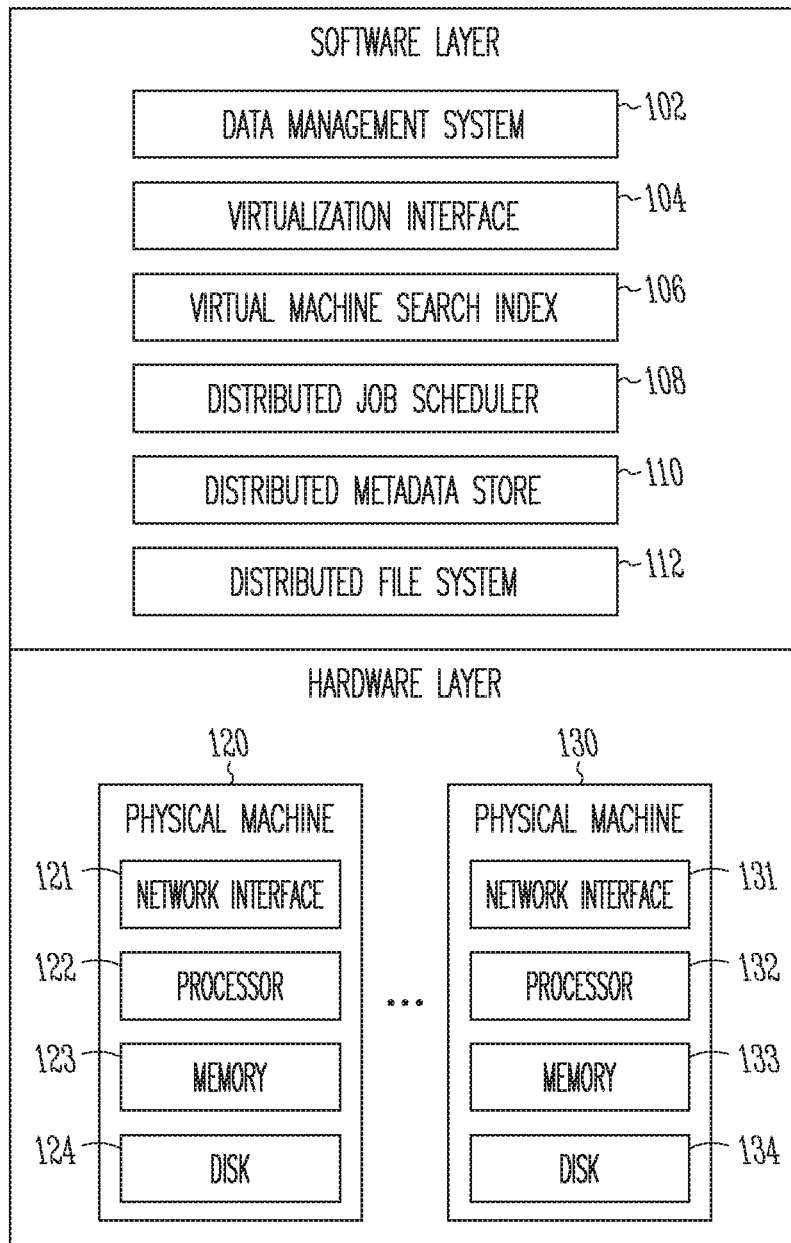 SOFTWARE LAYER
DATA MANAGEMENT SYSTEM
102
VIRTUALIZATION INTERFACE
104
VIRTUAL MACHINE SEARCH INDEX
106
DISTRIBUTED JOB SCHEDULER
108
DISTRIBUTED METADATA STORE
110
DISTRIBUTED FILE SYSTEM
112
HARDWARE LAYER
120
PHYSICAL MACHINE
121
NETWORK INTERFACE
122
PROCESSOR
123
MEMORY
124
DISK
...
130
PHYSICAL MACHINE
NETWORK INTERFACE
131
PROCESSOR
132
MEMORY
133
DISK
134